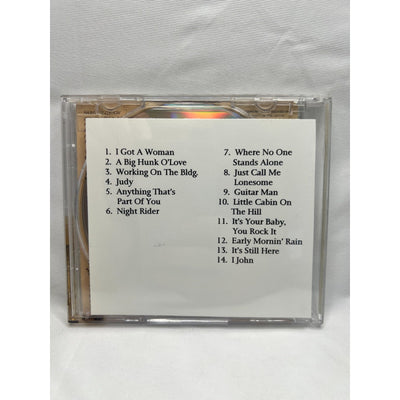 1. I Got A Woman
2. A Big Hunk O'Love
3. Working On The Bldg.
4. Judy
5. Anything That's
Part Of You
6. Night Rider
7. Where No One
Stands Alone
8. Just Call Me
Lonesome
9. Guitar Man
10. Little Cabin On
The Hill
11. It's Your Baby,
You Rock It
12. Early Mornin' Rain
13. It's Still Here
14. I John